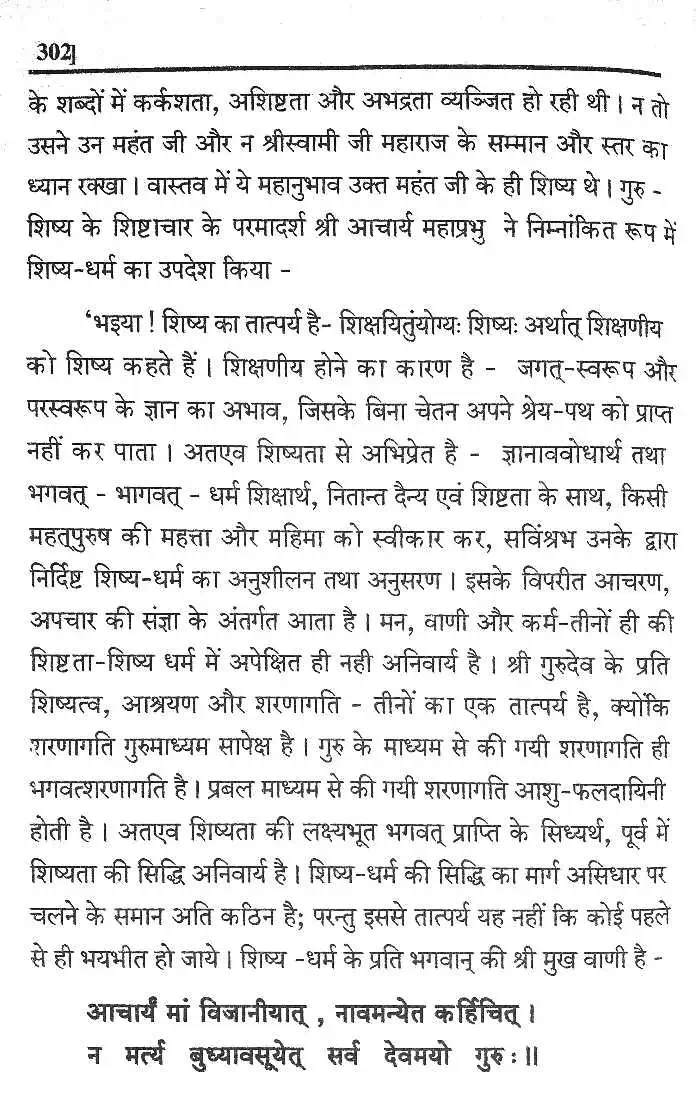 302]
के शब्दों में कर्कशता, अशिष्टता और अभद्रता व्यञ्जित हो रही थी । न तो
उसने उन महंत जी और न श्रीस्वामी जी महाराज के सम्मान और स्तर का
ध्यान रक्खा । वास्तव में ये महानुभाव उक्त महंत जी के ही शिष्य थे । गुरु -
शिष्य के शिष्टाचार के परमादर्श श्री आचार्य महाप्रभु ने निम्नांकित रूप में
शिष्य-धर्म का उपदेश किया -
‘भइया ! शिष्य का तात्पर्य है- शिक्षयितुंयोग्यः शिष्यः अर्थात् शिक्षणीय
को शिष्य कहते हैं । शिक्षणीय होने का कारण है - जगत्-स्वरूप और
परस्वरूप के ज्ञान का अभाव, जिसके बिना चेतन अपने श्रेय-पथ को प्राप्त
नहीं कर पाता । अतएव शिष्यता से अभिप्रेत है - ज्ञानाववोधार्थ तथा
भगवत् - भागवत् - धर्म शिक्षार्थ, नितान्त दैन्य एवं शिष्टता के साथ, किसी
महत्पुरुष की महत्ता और महिमा को स्वीकार कर, सविंश्रभ उनके द्वारा
निर्दिष्ट शिष्य-धर्म का अनुशीलन तथा अनुसरण । इसके विपरीत आचरण,
अपचार की संज्ञा के अंतर्गत आता है । मन, वाणी और कर्म-तीनों ही की
शिष्टता-शिष्य धर्म में अपेक्षित ही नही अनिवार्य है । श्री गुरुदेव के प्रति
शिष्यत्व, आश्रयण और शरणागति - तीनों का एक तात्पर्य है, क्योंकि
शरणागति गुरुमाध्यम सापेक्ष है । गुरु के माध्यम से की गयी शरणागति ही
भगवत्शरणागति है । प्रबल माध्यम से की गयी शरणागति आशु-फलदायिनी
होती है । अतएव शिष्यता की लक्ष्यभूत भगवत् प्राप्ति के सिध्यर्थ, पूर्व में
शिष्यता की सिद्धि अनिवार्य है । शिष्य-धर्म की सिद्धि का मार्ग असिधार पर
चलने के समान अति कठिन है; परन्तु इससे तात्पर्य यह नहीं कि कोई पहले
से ही भयभीत हो जाये । शिष्य -धर्म के प्रति भगवान् की श्री मुख वाणी है -
आचार्यं मां विजानीयात् , नावमन्येत कर्हिचित् ।
न मर्त्य बुध्यावसूयेत् सर्व देवमयो गुरुः ॥